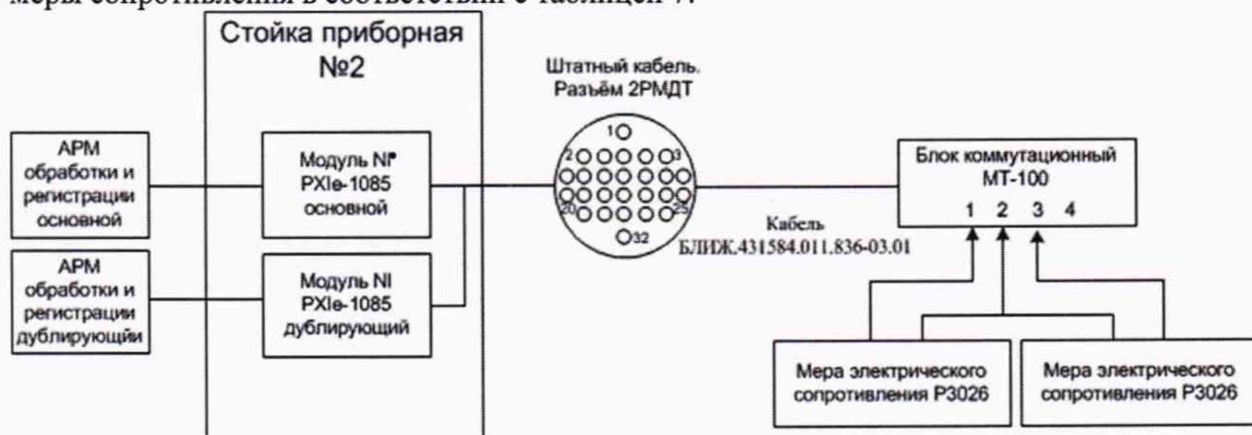 меры сопротивления в соответствии с таблицей 7.
Стойка приборная
№2
Штатный кабель.
Разъём 2РМДТ
АРМ
обработки и
регистрации
основной
Модуль NI
PXIe-1085
основной
1
2
3
20
25
32
Блок коммутационный
МТ-100
1 2 3 4
Кабель
БЛИЖ.431584.011.836-03.01
АРМ
обработки и
регистрации
дублирующйи
Модуль NI
PXIe-1085
дублирующий
Мера электрического
сопротивления Р3026
Мера электрического
сопротивления Р3026